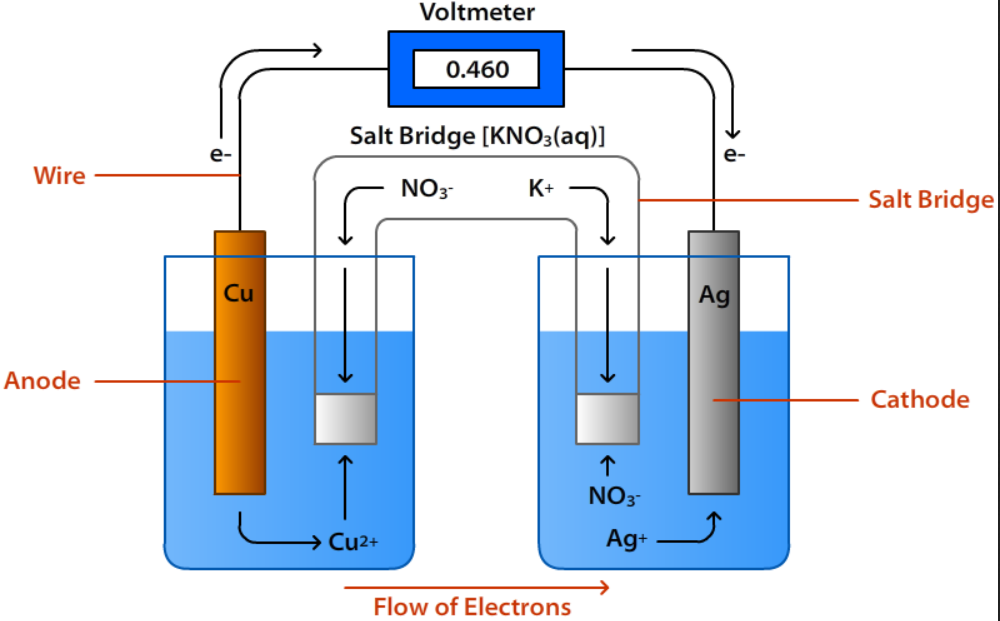 Voltmeter
0.460
Salt Bridge [KNO₃(aq)]
e-
e-
Wire
NO₃-
K+
Salt Bridge
Cu
Ag
Anode
Cathode
NO₃-
Cu²⁺
Ag+
Flow of Electrons